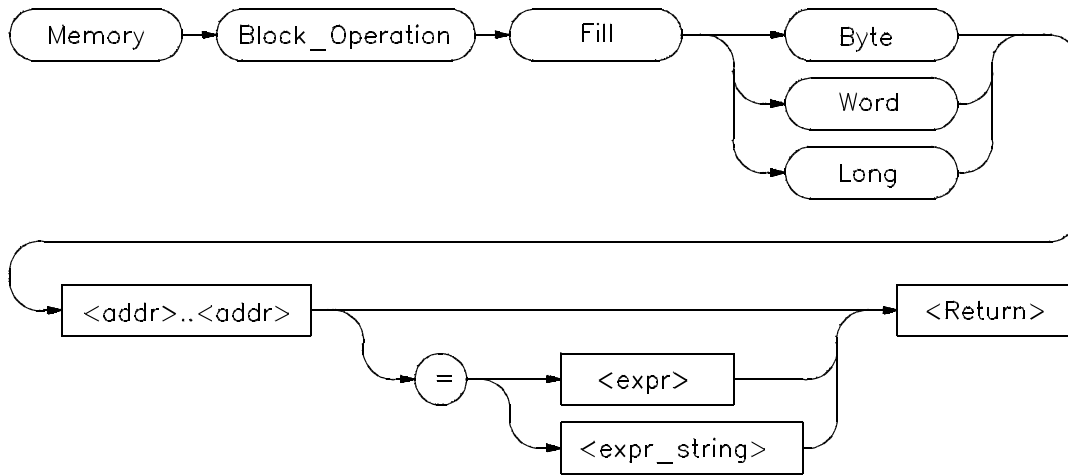 Memory Block_Operation Fill Byte
Word
Long
<addr>..<addr> <Return>
= <expr>
<expr_string>